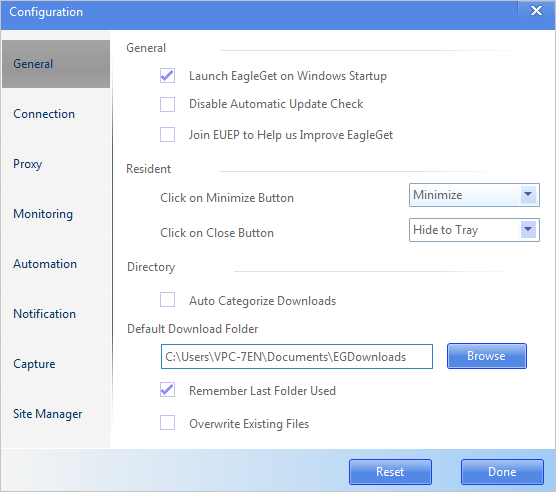 Configuration
General
Connection
Proxy
Monitoring
Automation
Notification
Capture
Site Manager
General
Launch EagleGet on Windows Startup
Disable Automatic Update Check
Join EUEP to Help us Improve EagleGet
Resident
Click on Minimize Button Minimize
Click on Close Button Hide to Tray
Directory
Auto Categorize Downloads
Default Download Folder
C:\Users\VPC-7EN\Documents\EGDownloads Browse
Remember Last Folder Used
Overwrite Existing Files
Reset Done